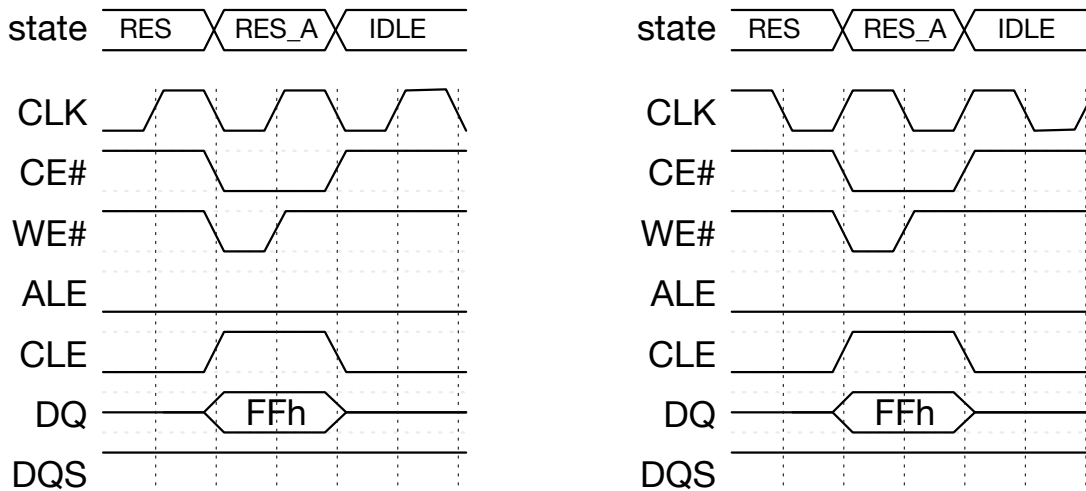 state RES RES_A IDLE
CLK
CE#
WE#
ALE
CLE
DQ FFh
DQS
state RES RES_A IDLE
CLK
CE#
WE#
ALE
CLE
DQ FFh
DQS